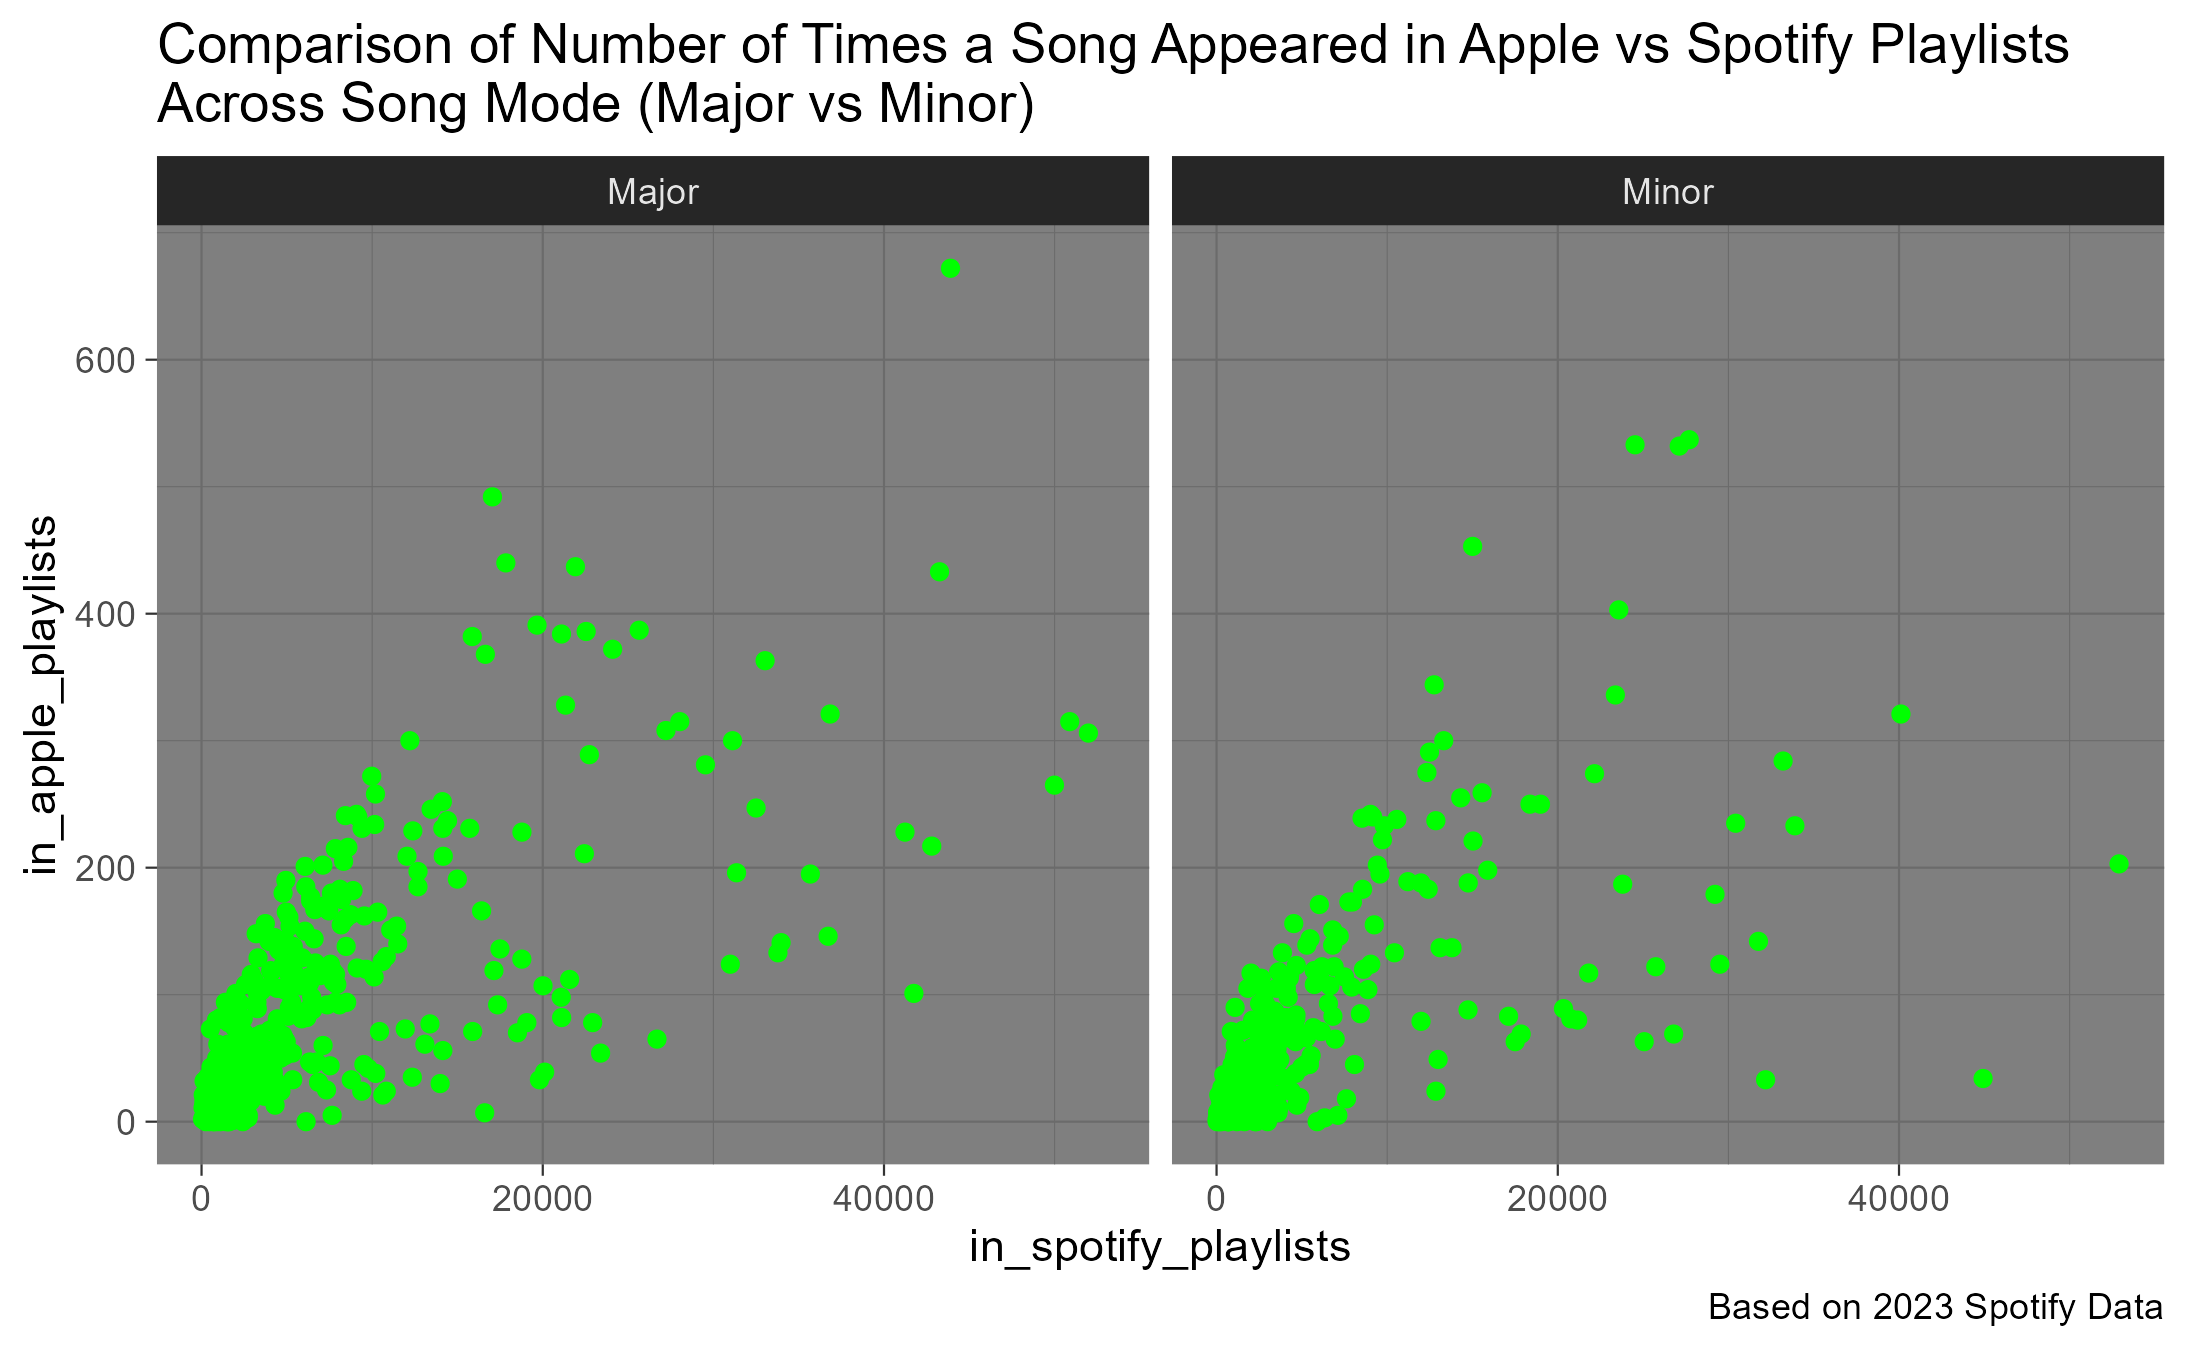 Comparison of Number of Times a Song Appeared in Apple vs Spotify Playlists
Across Song Mode (Major vs Minor)
Major
Minor
in_apple_playlists
600
400
200
0
0
20000
40000
0
20000
40000
in_spotify_playlists
Based on 2023 Spotify Data